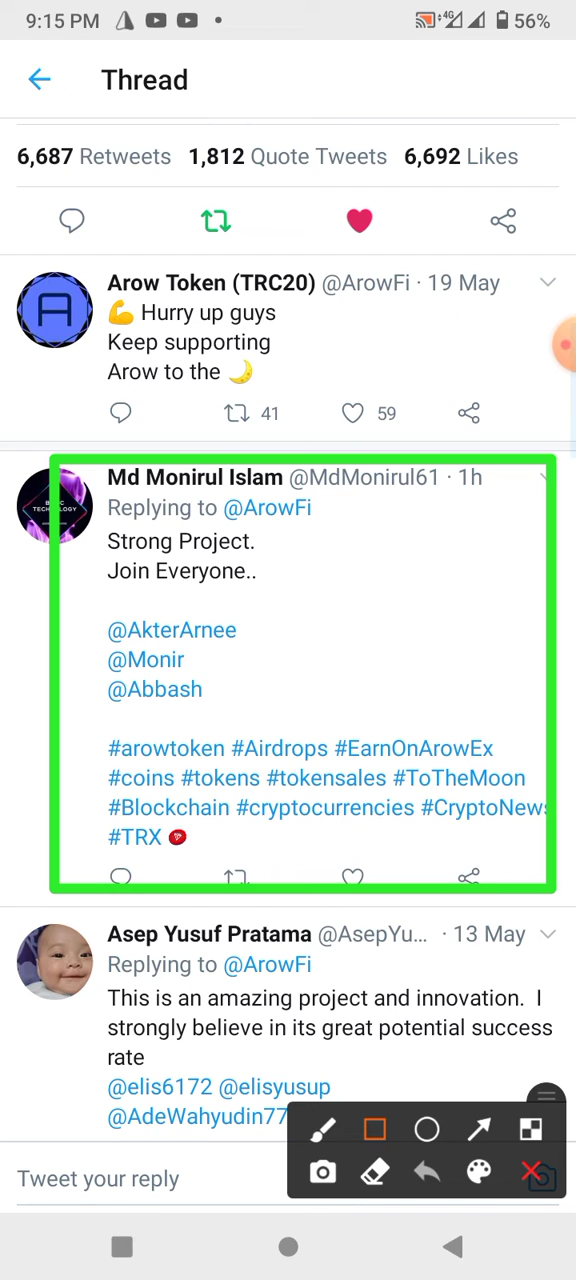 9:15 PM
4G
56%
Thread
6,687 Retweets 1,812 Quote Tweets 6,692 Likes
Arow Token (TRC20) @ArowFi · 19 May
💪 Hurry up guys
Keep supporting
Arow to the 🌙
41 59
Md Monirul Islam @MdMonirul61 · 1h
Replying to @ArowFi
Strong Project.
Join Everyone..
@AkterArnee
@Monir
@Abbash
#arowtoken #Airdrops #EarnOnArowEx
#coins #tokens #tokensales #ToTheMoon
#Blockchain #cryptocurrencies #CryptoNews
#TRX
Asep Yusuf Pratama @AsepYu... · 13 May
Replying to @ArowFi
This is an amazing project and innovation. I
strongly believe in its great potential success
rate
@elis6172 @elisyusup
@AdeWahyudin77
Tweet your reply